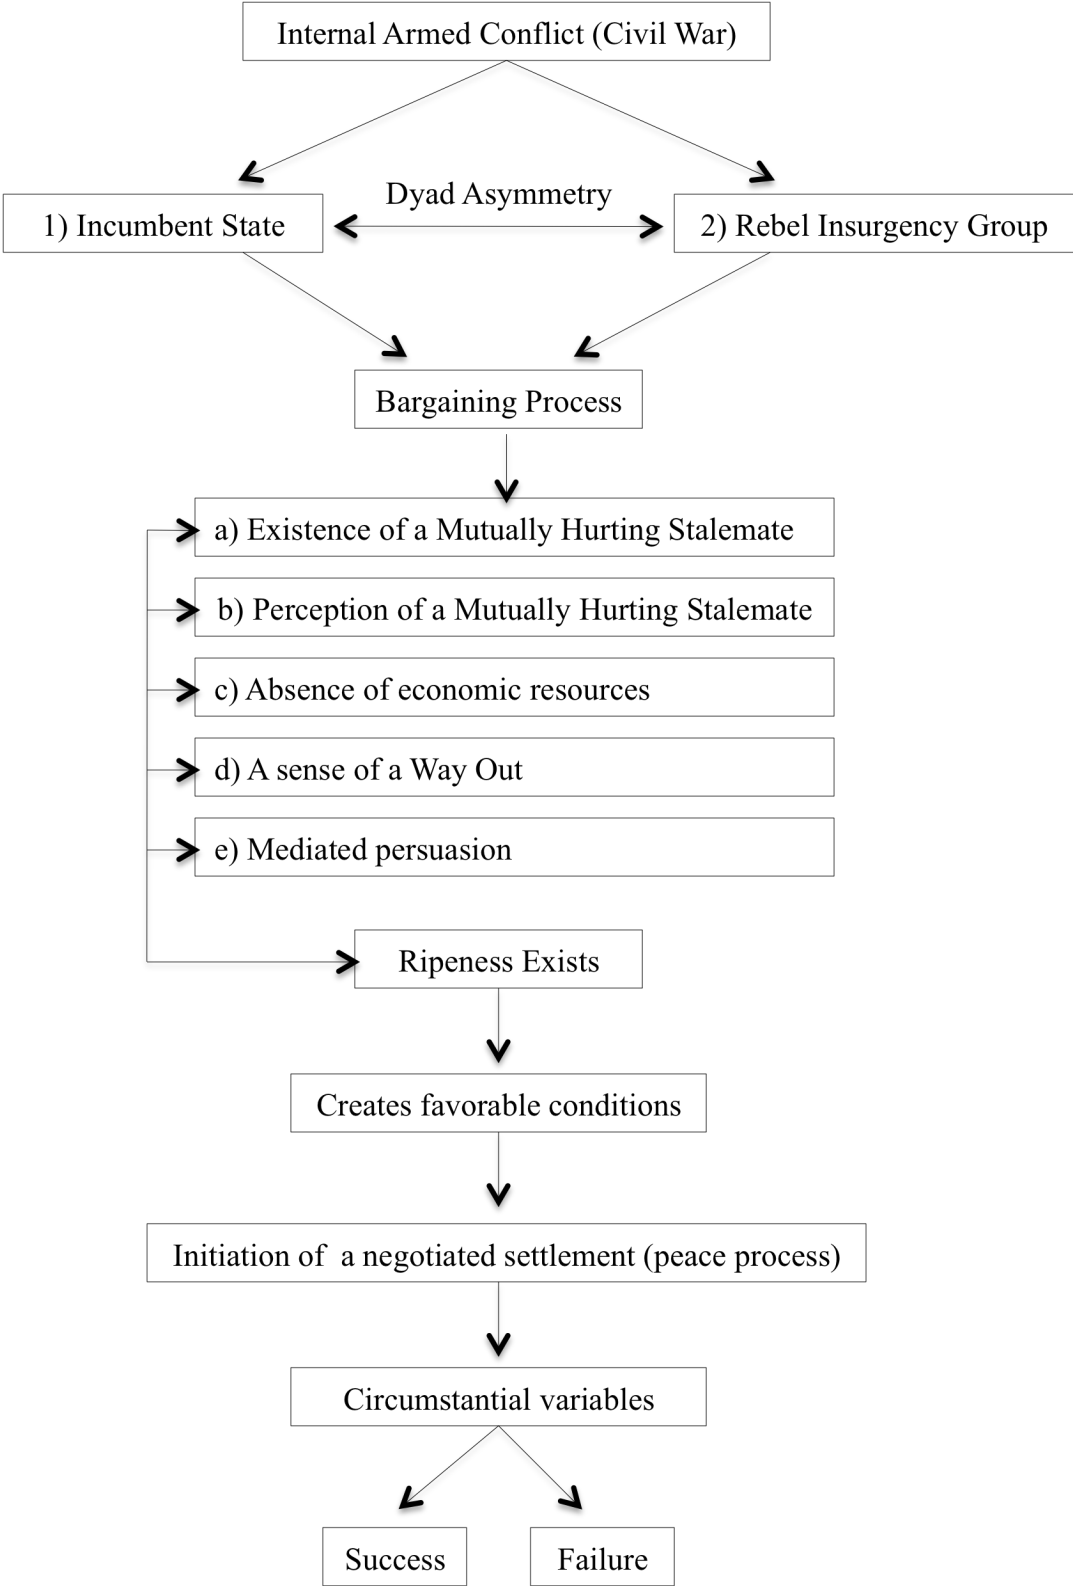 Internal Armed Conflict (Civil War)
Dyad Asymmetry
1) Incumbent State
2) Rebel Insurgency Group
Bargaining Process
a) Existence of a Mutually Hurting Stalemate
b) Perception of a Mutually Hurting Stalemate
c) Absence of economic resources
d) A sense of a Way Out
e) Mediated persuasion
Ripeness Exists
Creates favorable conditions
Initiation of a negotiated settlement (peace process)
Circumstantial variables
Success
Failure